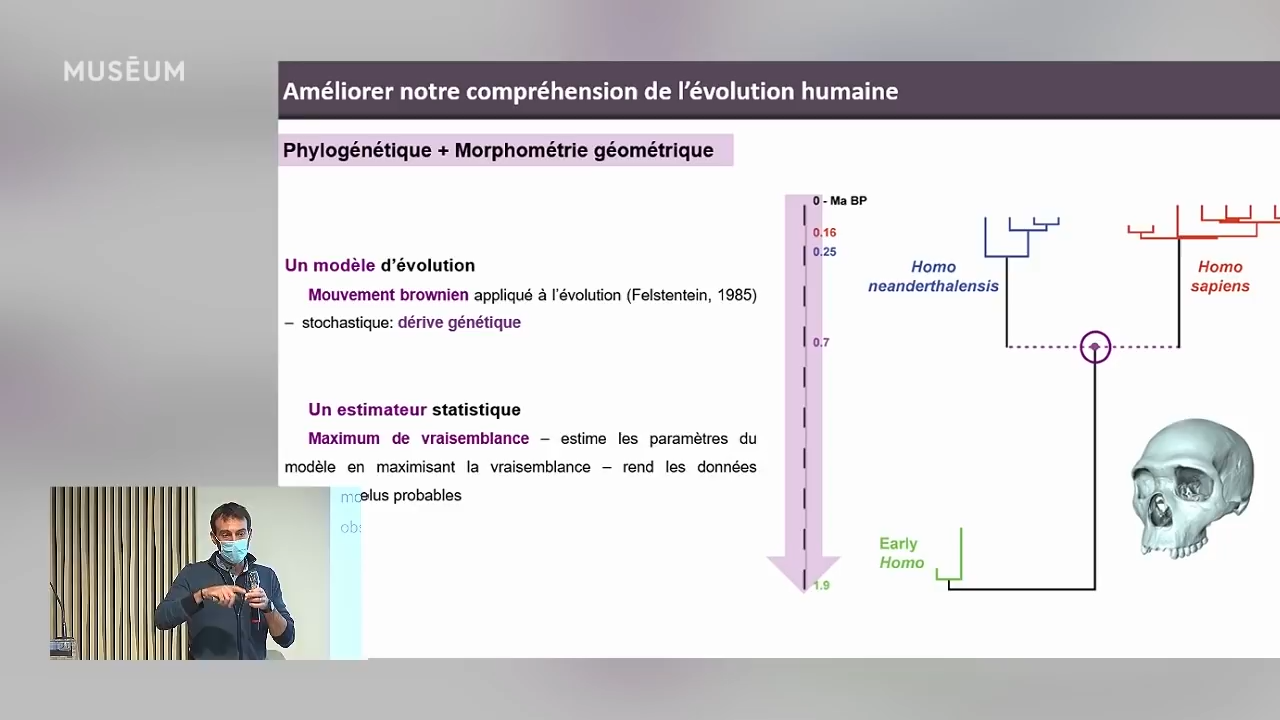 MUSĒUM
Améliorer notre compréhension de l'évolution humaine
Phylogénétique + Morphométrie géométrique
Un modèle d'évolution
Mouvement brownien appliqué à l'évolution (Felstentein, 1985)
– stochastique: dérive génétique
Un estimateur statistique
Maximum de vraisemblance – estime les paramètres du
modèle en maximisant la vraisemblance – rend les données
plus probables
0 - Ma BP
0.16
0.25
0.7
1.9
Homo
neanderthalensis
Homo
sapiens
Early
Homo